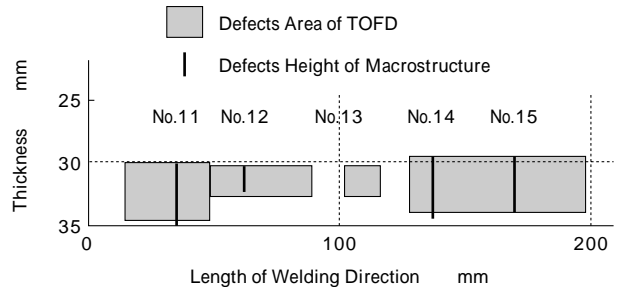 Defects Area of TOFD
Defects Height of Macrostructure
Thickness mm
25
30
35
No.11 No.12 No.13 No.14 No.15
0 100 200
Length of Welding Direction mm